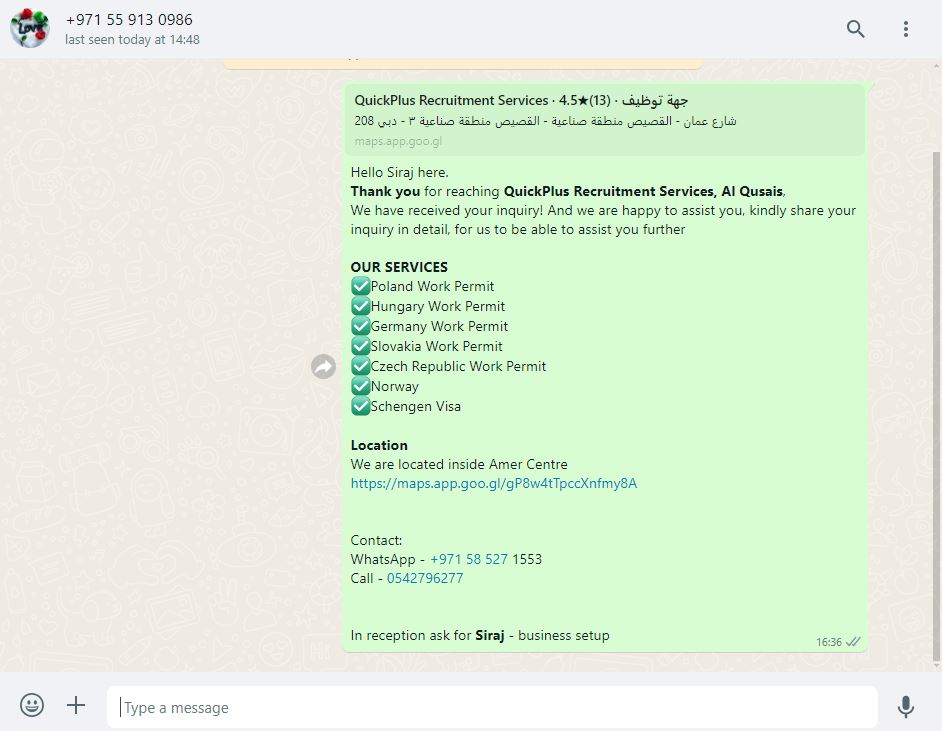 +971 55 913 0986
last seen today at 14:48
QuickPlus Recruitment Services · 4.5★(13) · جهة توظيف
شارع عمان - القصيص منطقة صناعية - القصيص منطقة صناعية ٣ - دبي 208
maps.app.goo.gl
Hello Siraj here.
Thank you for reaching QuickPlus Recruitment Services, Al Qusais,
We have received your inquiry! And we are happy to assist you, kindly share your
inquiry in detail, for us to be able to assist you further
OUR SERVICES
✅Poland Work Permit
✅Hungary Work Permit
✅Germany Work Permit
✅Slovakia Work Permit
✅Czech Republic Work Permit
✅Norway
✅Schengen Visa
Location
We are located inside Amer Centre
https://maps.app.goo.gl/gP8w4tTpccXnfmy8A
Contact:
WhatsApp - +971 58 527 1553
Call - 0542796277
In reception ask for Siraj - business setup
16:36
Type a message